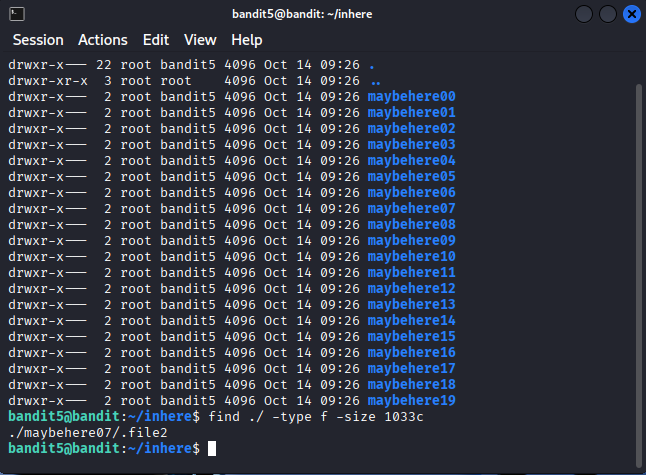 bandit5@bandit: ~/inhere
Session Actions Edit View Help
drwxr-x--- 22 root bandit5 4096 Oct 14 09:26 .
drwxr-xr-x  3 root root    4096 Oct 14 09:26 ..
drwxr-x---  2 root bandit5 4096 Oct 14 09:26 maybehere00
drwxr-x---  2 root bandit5 4096 Oct 14 09:26 maybehere01
drwxr-x---  2 root bandit5 4096 Oct 14 09:26 maybehere02
drwxr-x---  2 root bandit5 4096 Oct 14 09:26 maybehere03
drwxr-x---  2 root bandit5 4096 Oct 14 09:26 maybehere04
drwxr-x---  2 root bandit5 4096 Oct 14 09:26 maybehere05
drwxr-x---  2 root bandit5 4096 Oct 14 09:26 maybehere06
drwxr-x---  2 root bandit5 4096 Oct 14 09:26 maybehere07
drwxr-x---  2 root bandit5 4096 Oct 14 09:26 maybehere08
drwxr-x---  2 root bandit5 4096 Oct 14 09:26 maybehere09
drwxr-x---  2 root bandit5 4096 Oct 14 09:26 maybehere10
drwxr-x---  2 root bandit5 4096 Oct 14 09:26 maybehere11
drwxr-x---  2 root bandit5 4096 Oct 14 09:26 maybehere12
drwxr-x---  2 root bandit5 4096 Oct 14 09:26 maybehere13
drwxr-x---  2 root bandit5 4096 Oct 14 09:26 maybehere14
drwxr-x---  2 root bandit5 4096 Oct 14 09:26 maybehere15
drwxr-x---  2 root bandit5 4096 Oct 14 09:26 maybehere16
drwxr-x---  2 root bandit5 4096 Oct 14 09:26 maybehere17
drwxr-x---  2 root bandit5 4096 Oct 14 09:26 maybehere18
drwxr-x---  2 root bandit5 4096 Oct 14 09:26 maybehere19
bandit5@bandit:~/inhere$ find ./ -type f -size 1033c
./maybehere07/.file2
bandit5@bandit:~/inhere$